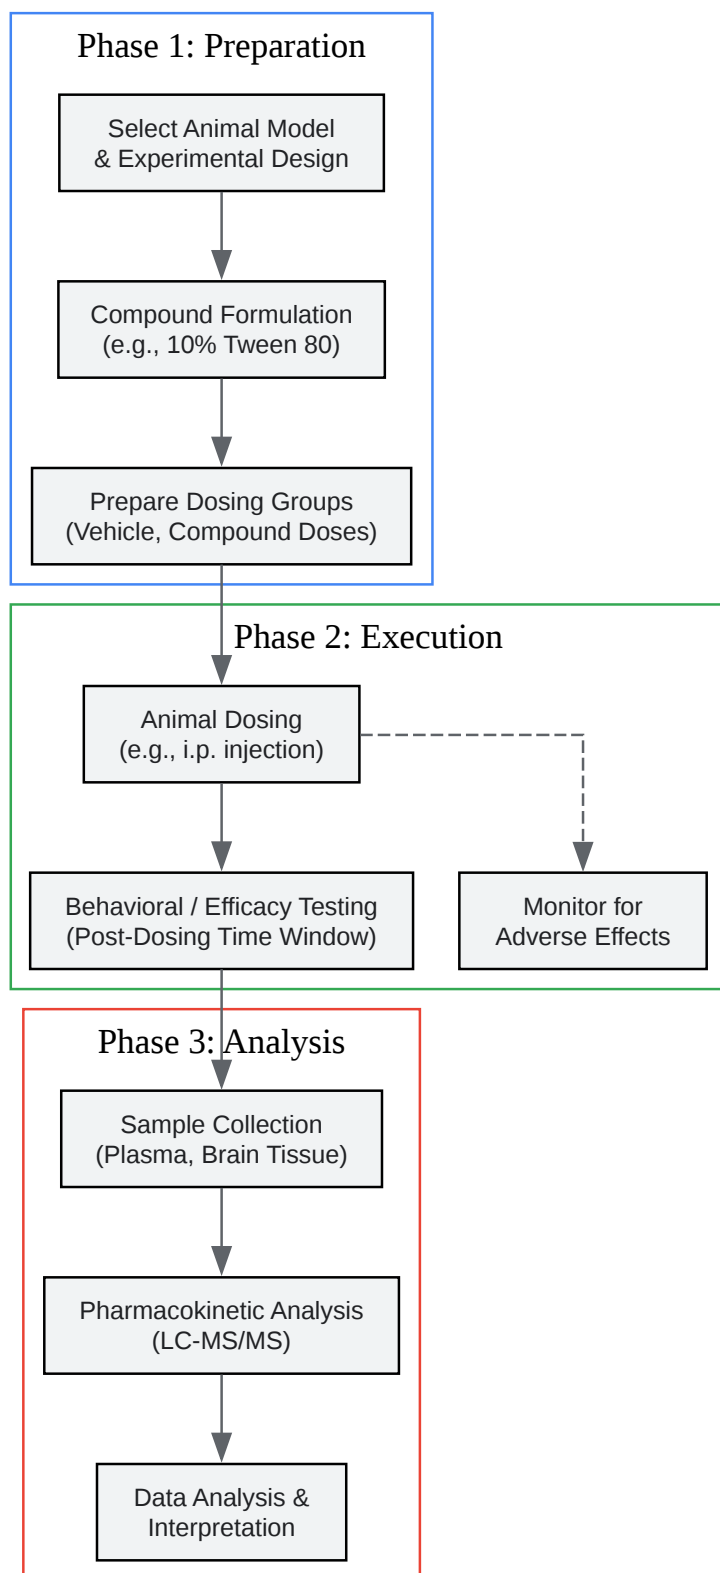 Phase 1: Preparation
Select Animal Model
& Experimental Design
Compound Formulation
(e.g., 10% Tween 80)
Prepare Dosing Groups
(Vehicle, Compound Doses)
Phase 2: Execution
Animal Dosing
(e.g., i.p. injection)
Behavioral / Efficacy Testing
(Post-Dosing Time Window)
Monitor for
Adverse Effects
Phase 3: Analysis
Sample Collection
(Plasma, Brain Tissue)
Pharmacokinetic Analysis
(LC-MS/MS)
Data Analysis &
Interpretation